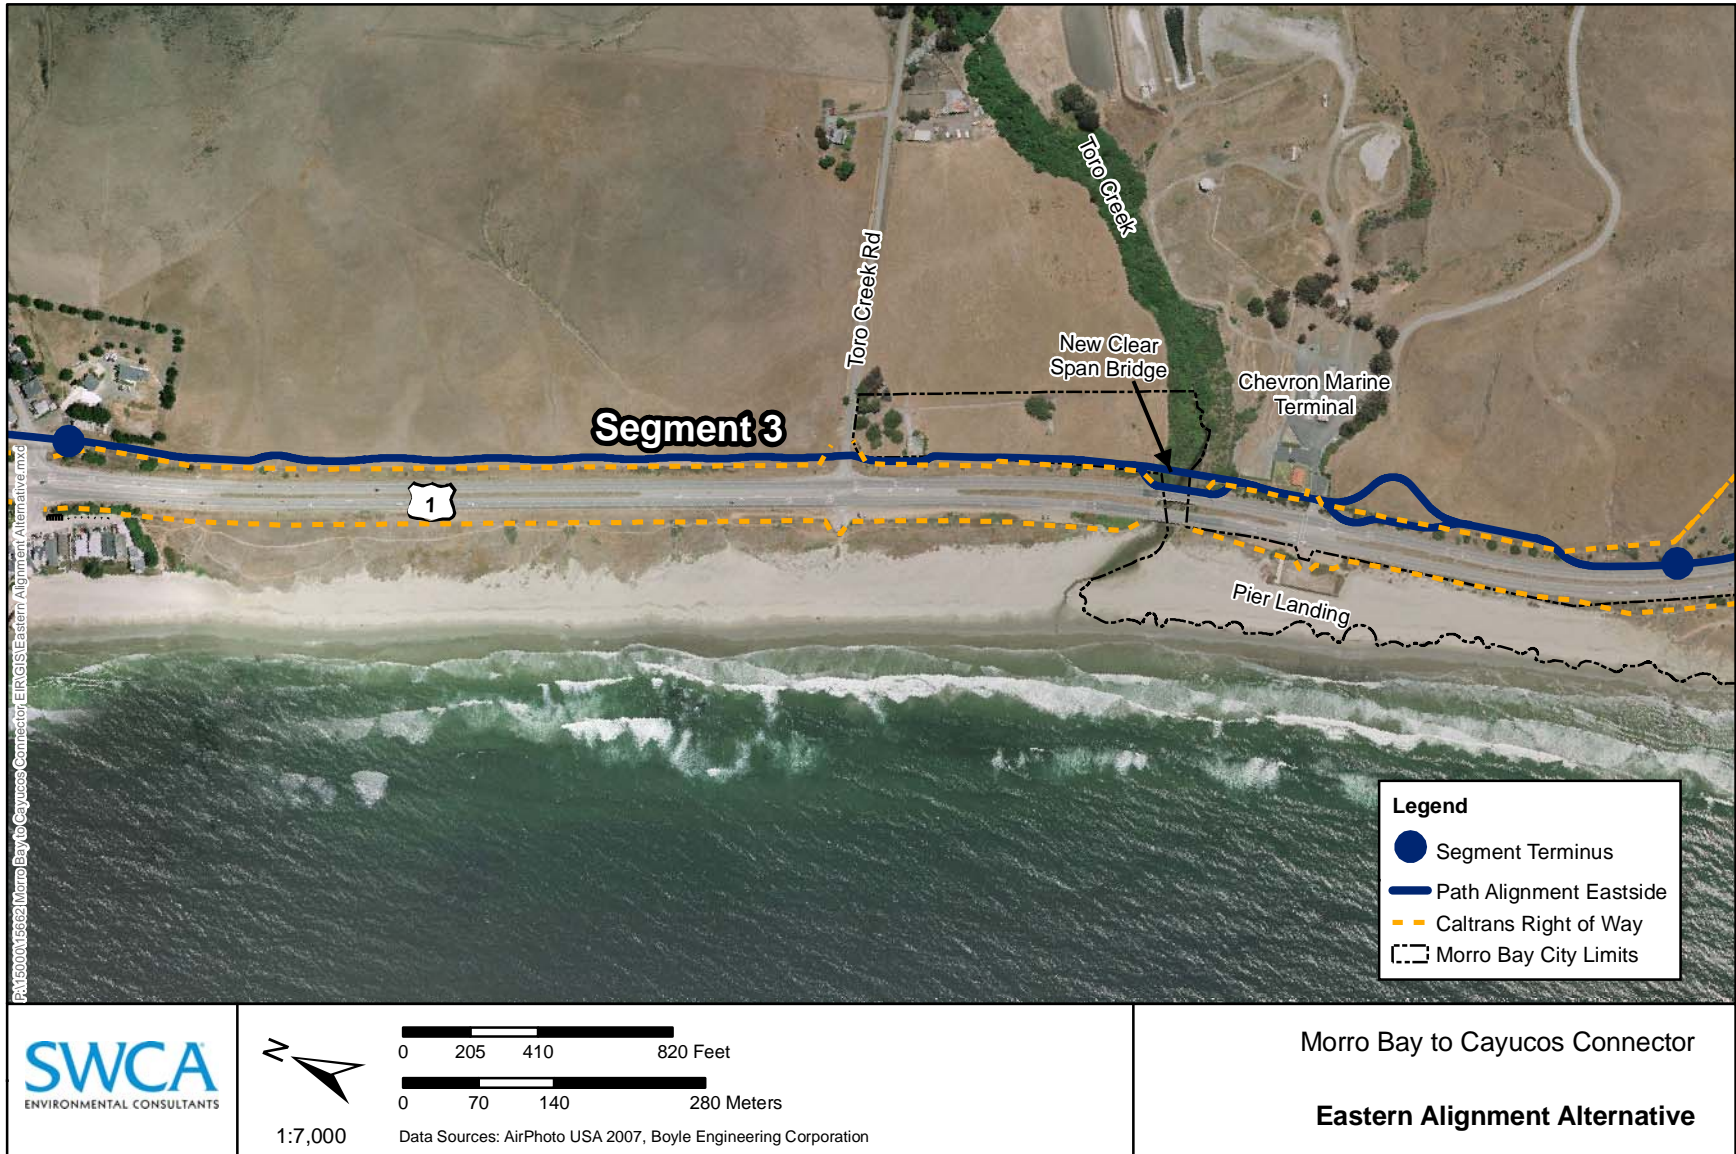 Toro Creek
Toro Creek Rd
New Clear
Span Bridge
Chevron Marine
Terminal
Segment 3
1
Pier Landing
P:\15000\15662 Morro Bay to Cayucos Connector EIR\GIS\Eastern Alignment Alternative.mxd
Legend
Segment Terminus
Path Alignment Eastside
Caltrans Right of Way
Morro Bay City Limits
SWCA
ENVIRONMENTAL CONSULTANTS
N
0 205 410 820 Feet
0 70 140 280 Meters
1:7,000
Data Sources: AirPhoto USA 2007, Boyle Engineering Corporation
Morro Bay to Cayucos Connector
Eastern Alignment Alternative